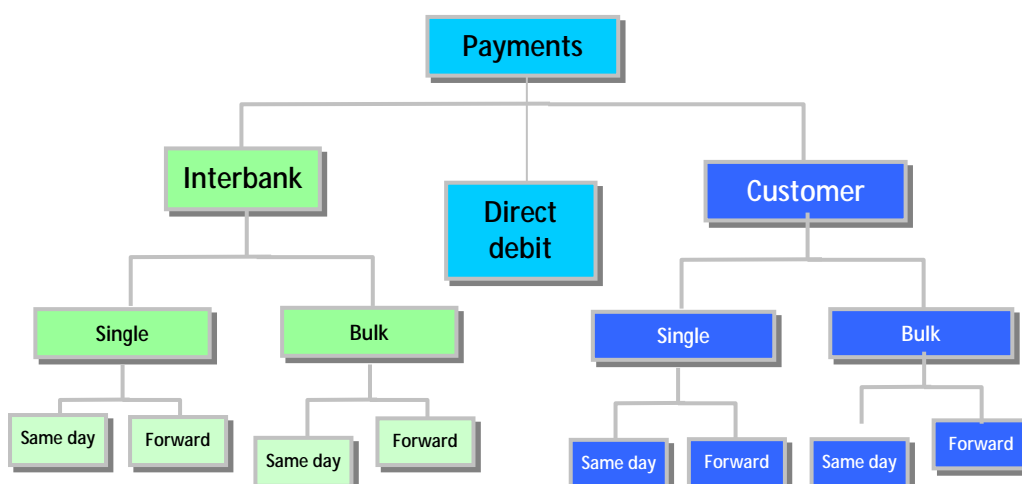 Payments
Interbank
Direct
debit
Customer
Single
Bulk
Single
Bulk
Same day
Forward
Same day
Forward
Same day
Forward
Same day
Forward